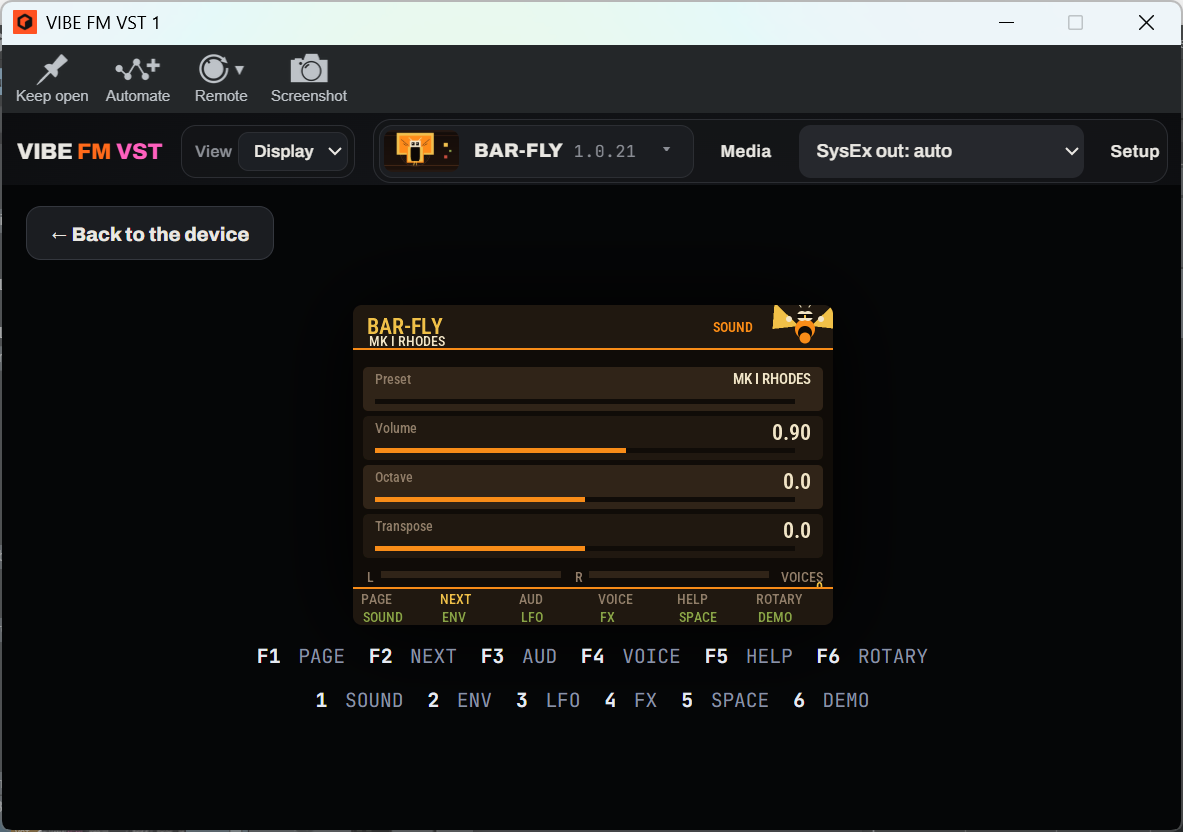 VIBE FM VST 1
Keep open Automate Remote Screenshot
VIBE FM VST View Display BAR-FLY 1.0.21 Media SysEx out: auto Setup
← Back to the device
BAR-FLY SOUND
MK I RHODES
Preset MK I RHODES
Volume 0.90
Octave 0.0
Transpose 0.0
L R VOICES
PAGE NEXT AUD VOICE HELP ROTARY
SOUND ENV LFO FX SPACE DEMO
F1 PAGE F2 NEXT F3 AUD F4 VOICE F5 HELP F6 ROTARY
1 SOUND 2 ENV 3 LFO 4 FX 5 SPACE 6 DEMO